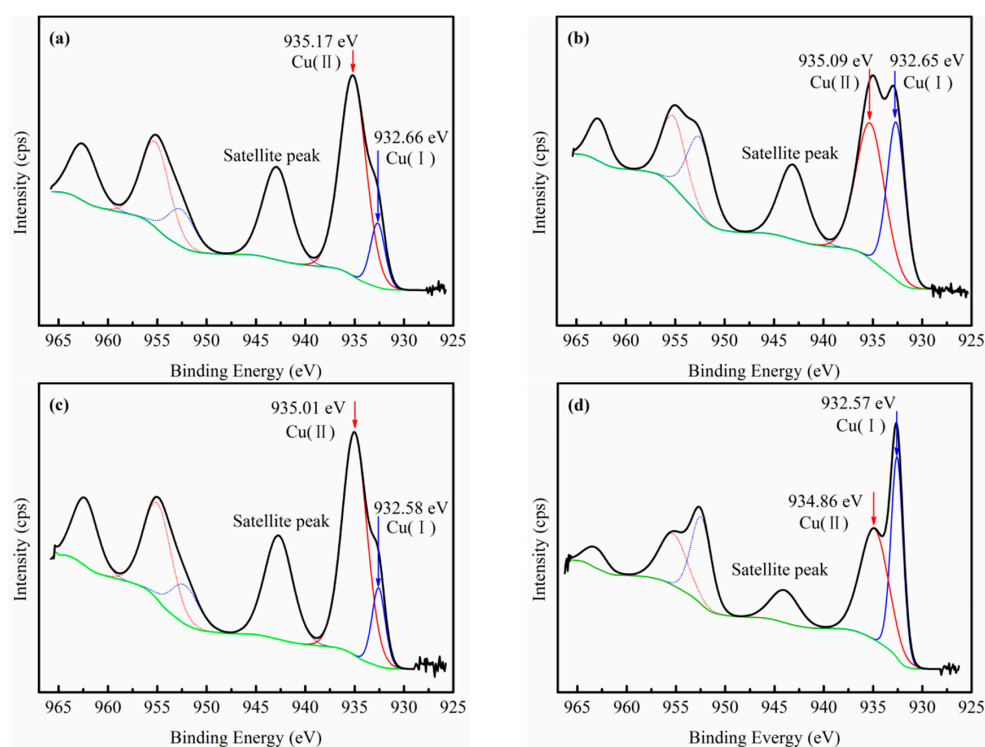 (a)
935.17 eV
Cu(Ⅱ)
932.66 eV
Cu(Ⅰ)
Satellite peak
Intensity (cps)
965 960 955 950 945 940 935 930 925
Binding Energy (eV)
(b)
935.09 eV 932.65 eV
Cu(Ⅱ) Cu(Ⅰ)
Satellite peak
Intensity (cps)
965 960 955 950 945 940 935 930 925
Binding Energy (eV)
(c)
935.01 eV
Cu(Ⅱ)
932.58 eV
Cu(Ⅰ)
Satellite peak
Intensity (cps)
965 960 955 950 945 940 935 930 925
Binding Energy (eV)
(d)
932.57 eV
Cu(Ⅰ)
934.86 eV
Cu(Ⅱ)
Satellite peak
Intensity (cps)
965 960 955 950 945 940 935 930 925
Binding Evergy (eV)